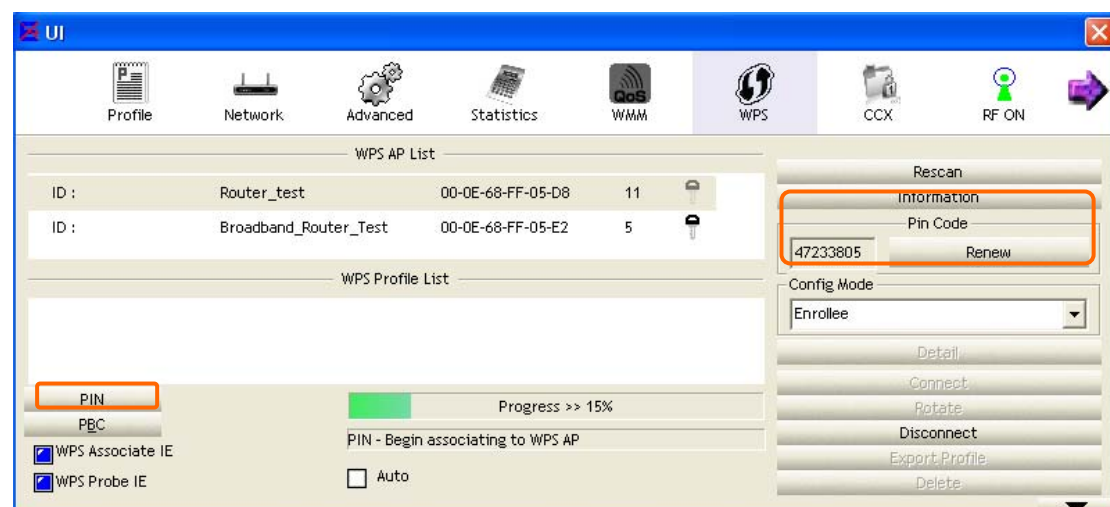 UI
Profile Network Advanced Statistics WMM WPS CCX RF ON
QoS
WPS AP List
ID : Router_test 00-0E-68-FF-05-D8 11
ID : Broadband_Router_Test 00-0E-68-FF-05-E2 5
WPS Profile List
Rescan
Information
Pin Code
47233805 Renew
Config Mode
Enrollee
Detail
Connect
Rotate
Disconnect
Export Profile
Delete
PIN
PBC
WPS Associate IE
WPS Probe IE
Progress >> 15%
PIN - Begin associating to WPS AP
Auto